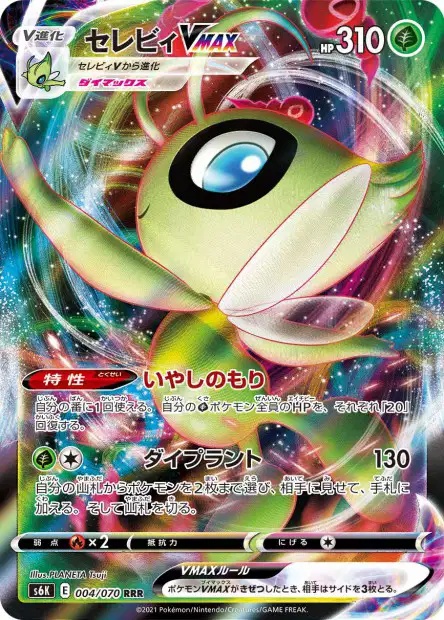 V進化
セレビィVMAX
HP310
セレビィVから進化
ダイマックス
特性 とくせい いやしのもり
自分の番に1回使える。自分のポケモン全員のHPを、それぞれ「20」
回復する。
ダイプラント 130
自分の山札からポケモンを2枚まで選び、相手に見せて、手札に
加える。そして山札を切る。
弱点 ×2 抵抗力 にげる
Illus.PLANETA Tsuji
VMAXルール
ポケモンVMAXがきぜつしたとき、相手はサイドを3枚とる。
S6K E 004/070 RRR
©2021 Pokémon/Nintendo/Creatures/GAME FREAK.